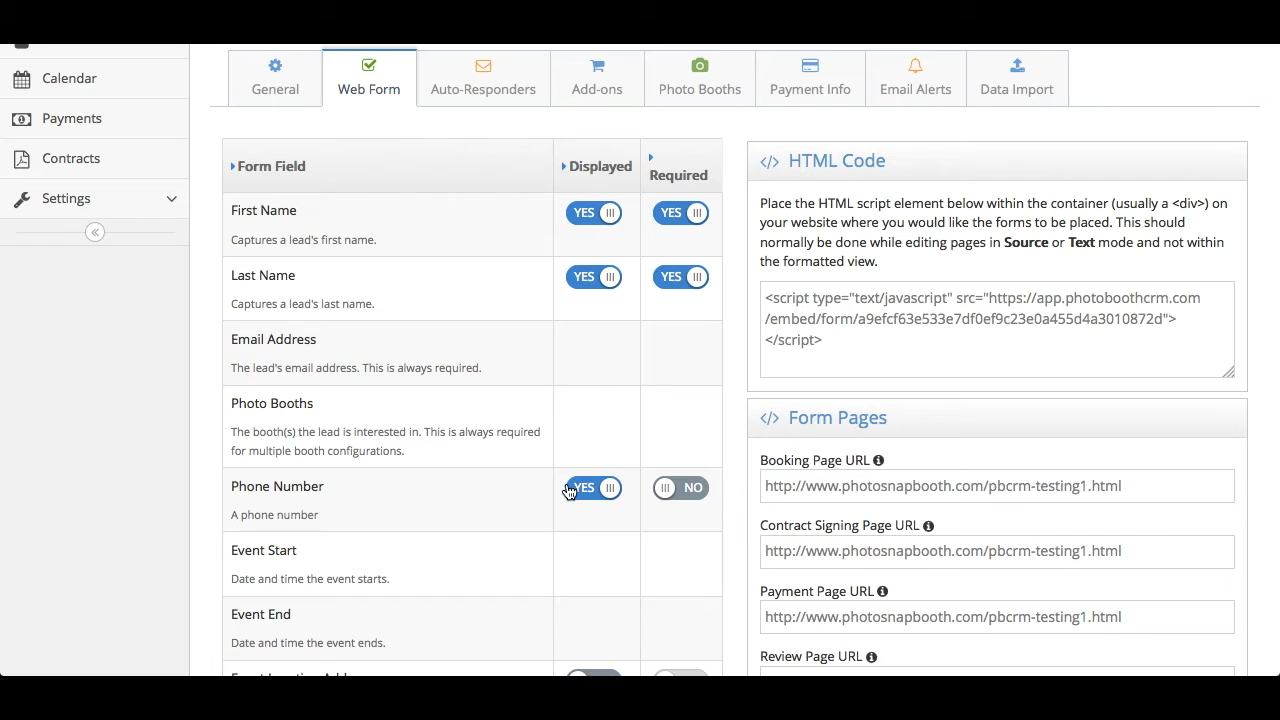 Calendar
Payments
Contracts
Settings
General
Web Form
Auto-Responders
Add-ons
Photo Booths
Payment Info
Email Alerts
Data Import
Form Field
Displayed
Required
First Name
Captures a lead's first name.
YES
YES
Last Name
Captures a lead's last name.
YES
YES
Email Address
The lead's email address. This is always required.
Photo Booths
The booth(s) the lead is interested in. This is always required
for multiple booth configurations.
Phone Number
A phone number
YES
NO
Event Start
Date and time the event starts.
Event End
Date and time the event ends.
</> HTML Code
Place the HTML script element below within the container (usually a <div>) on
your website where you would like the forms to be placed. This should
normally be done while editing pages in Source or Text mode and not within
the formatted view.
<script type="text/javascript" src="https://app.photoboothcrm.com
/embed/form/a9efcf63e533e7df0ef9c23e0a455d4a3010872d">
</script>
</> Form Pages
Booking Page URL
http://www.photosnapbooth.com/pbcrm-testing1.html
Contract Signing Page URL
http://www.photosnapbooth.com/pbcrm-testing1.html
Payment Page URL
http://www.photosnapbooth.com/pbcrm-testing1.html
Review Page URL